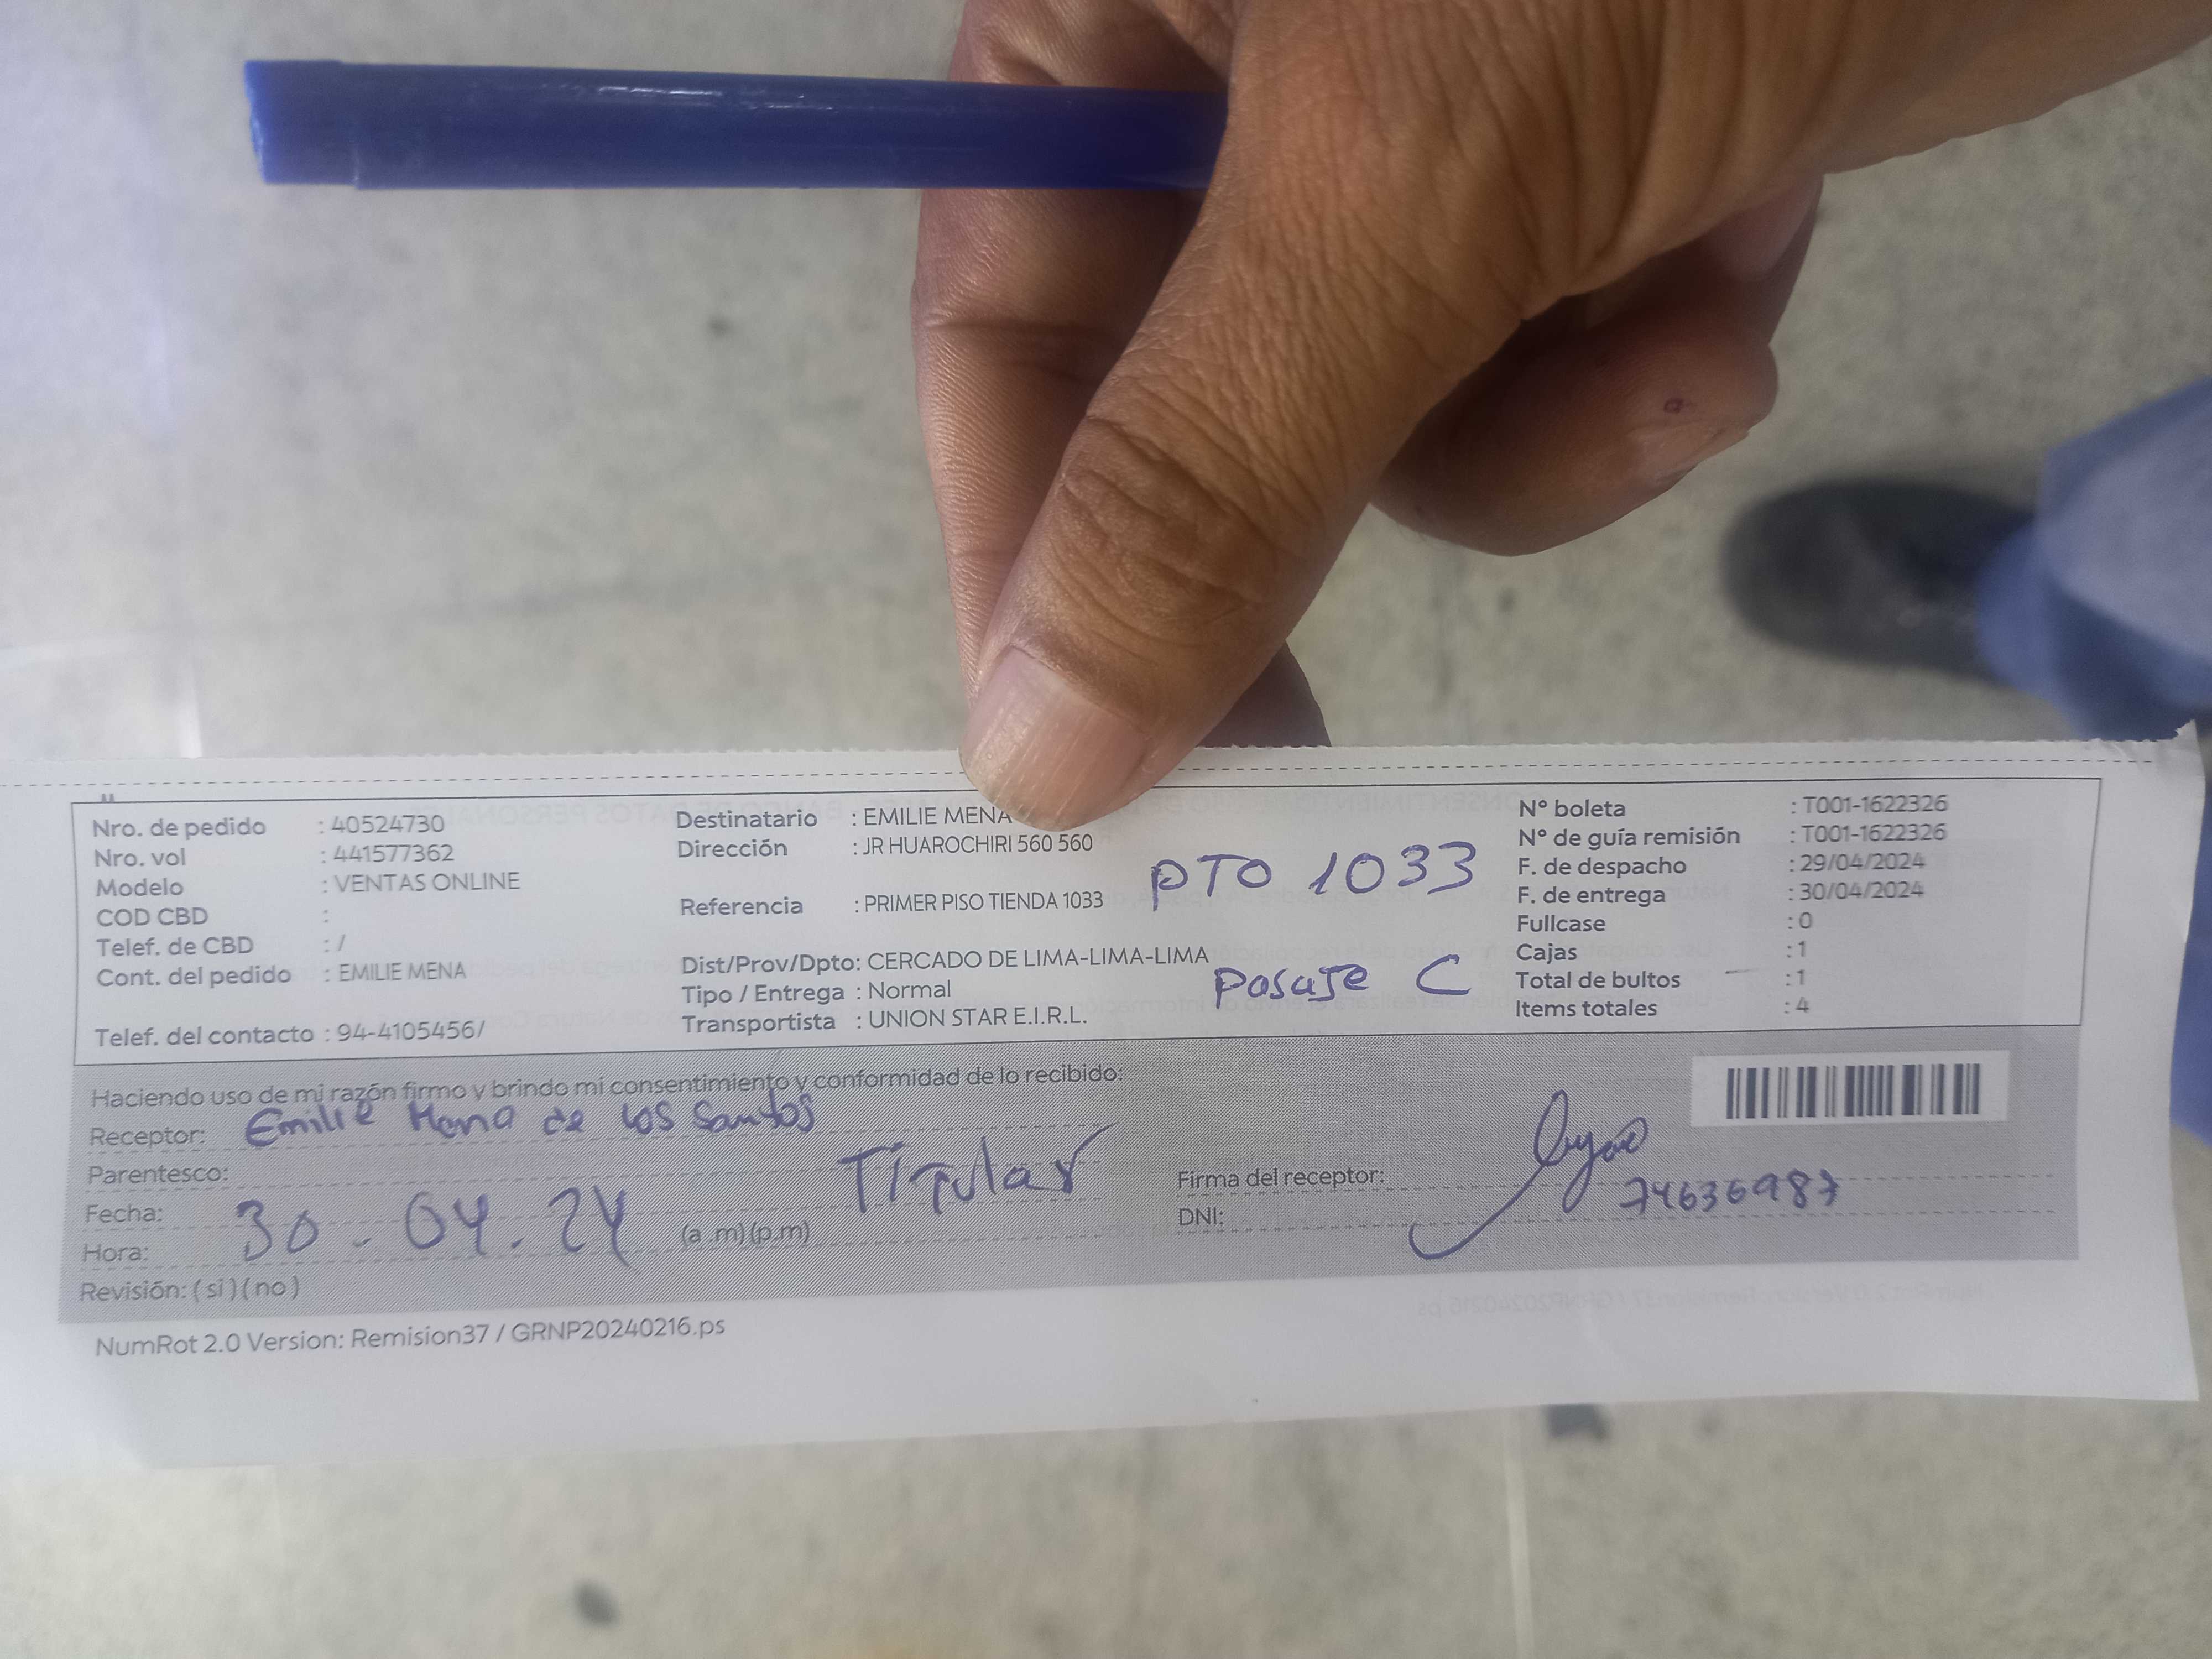 Nro. de pedido : 40524730
Nro. vol : 441577362
Modelo : VENTAS ONLINE
COD CBD :
Telef. de CBD : /
Cont. del pedido : EMILIE MENA
Telef. del contacto : 94-4105456/
Destinatario : EMILIE MENA
Dirección : JR HUAROCHIRI 560 560
PTO 1033
Referencia : PRIMER PISO TIENDA 1033
Dist/Prov/Dpto: CERCADO DE LIMA-LIMA-LIMA
Pasaje C
Tipo / Entrega : Normal
Transportista : UNION STAR E.I.R.L.
N° boleta : T001-1622326
N° de guía remisión : T001-1622326
F. de despacho : 29/04/2024
F. de entrega : 30/04/2024
Fullcase : 0
Cajas : 1
Total de bultos : 1
Items totales : 4
Haciendo uso de mi razón firmo y brindo mi consentimiento y conformidad de lo recibido:
Receptor: Emilie Mena de los Santos
Parentesco: Titular
Fecha: 30-04-24
Hora: (a .m) (p.m)
Revisión: ( si ) ( no )
Firma del receptor:
DNI: 74636987
NumRot 2.0 Version: Remision37 / GRNP20240216.ps